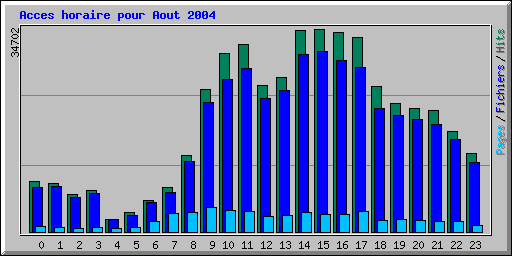 Acces horaire pour Aout 2004
34702
Pages / Fichiers / Hits
0 1 2 3 4 5 6 7 8 9 10 11 12 13 14 15 16 17 18 19 20 21 22 23